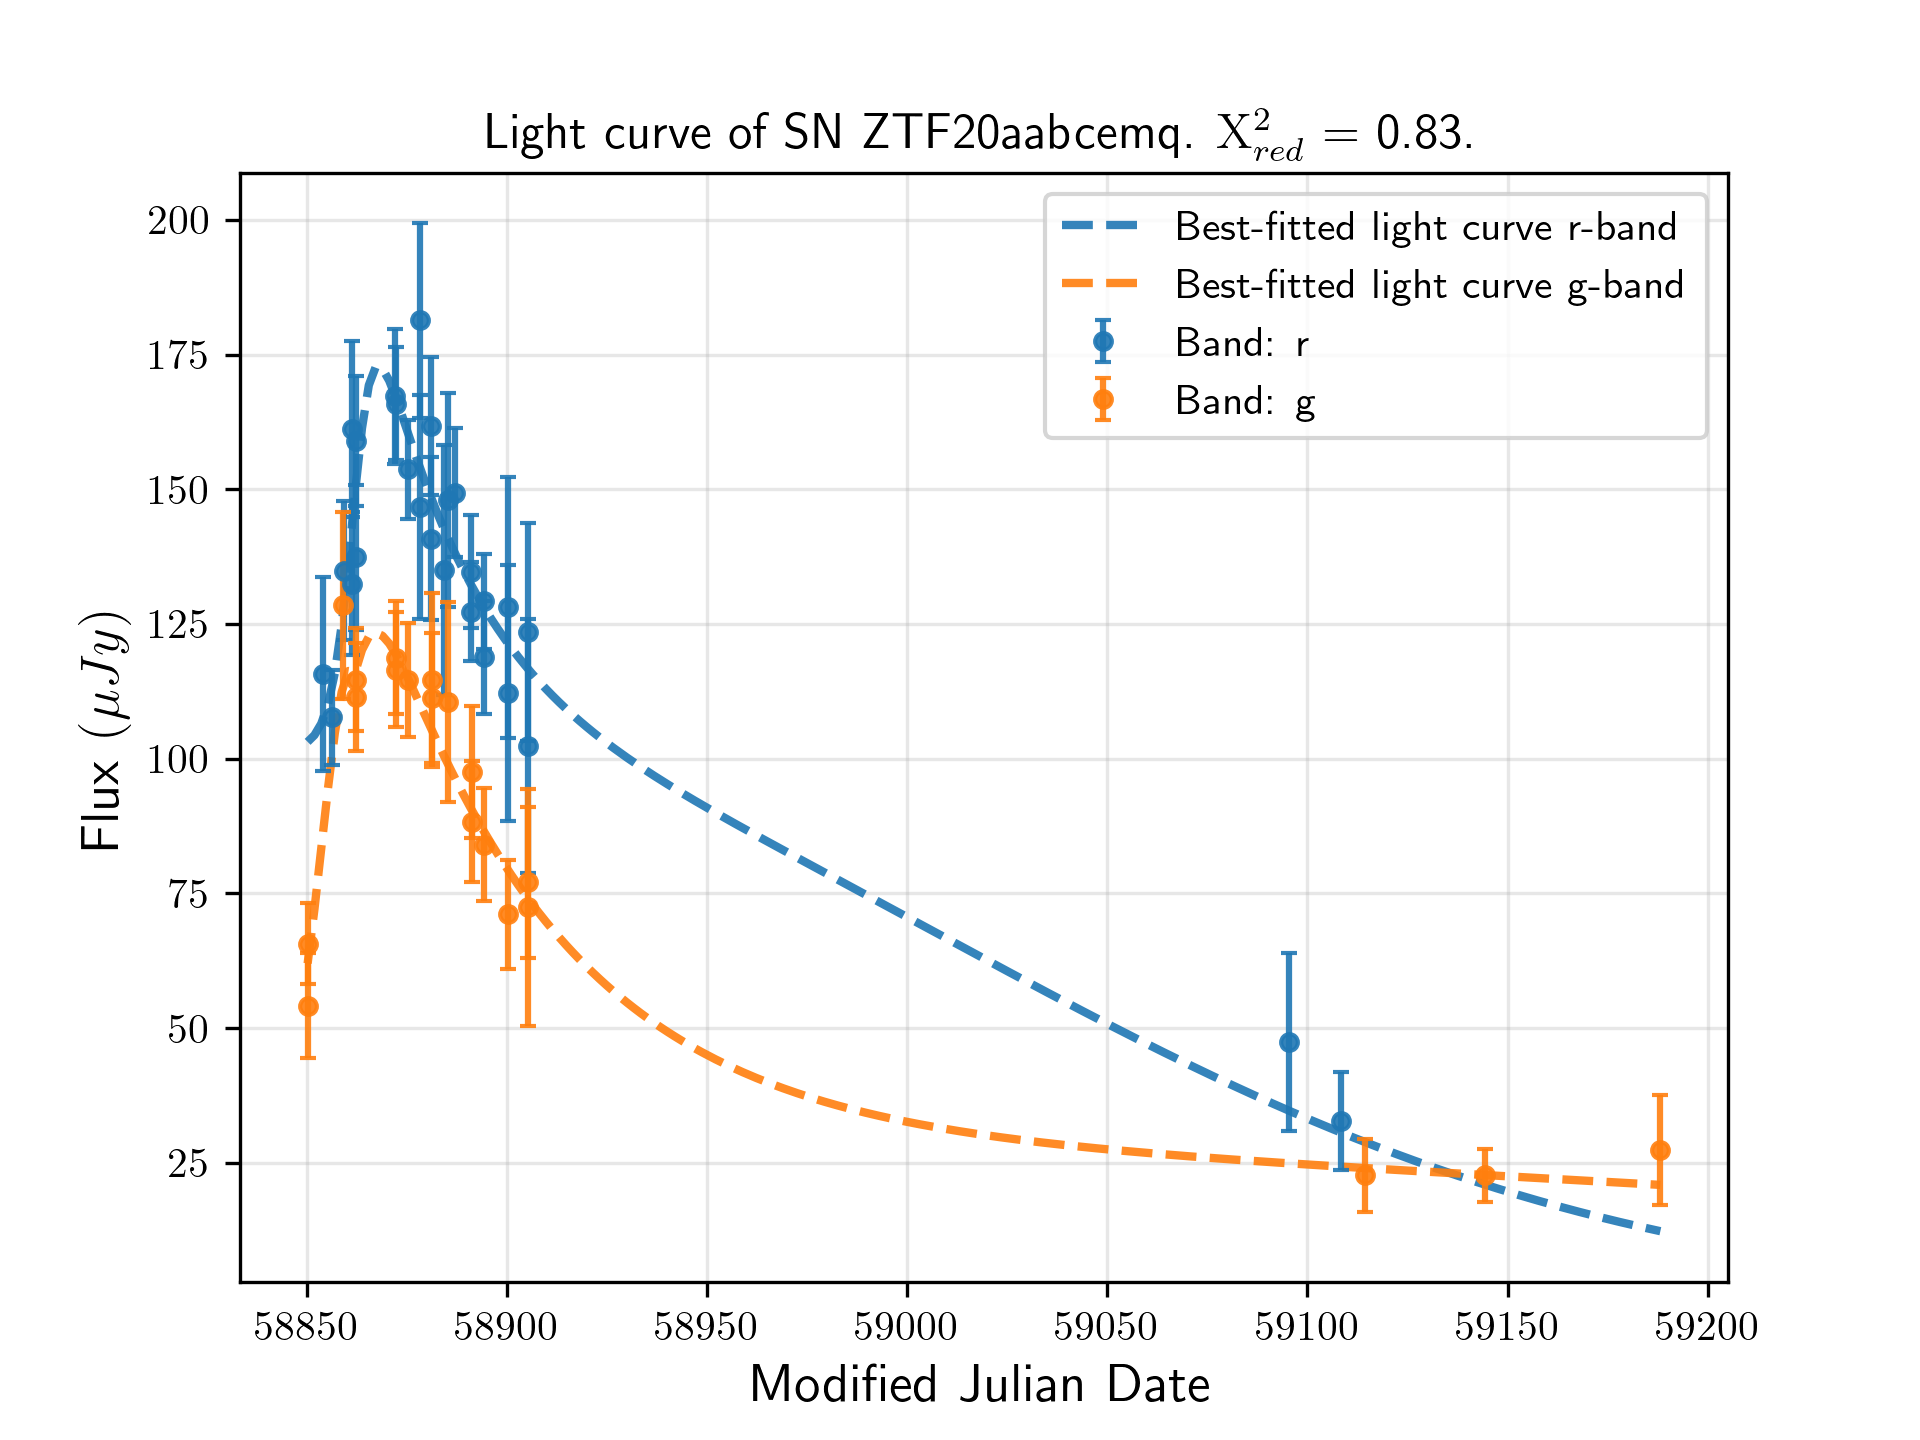 Light curve of SN ZTF20aabcemq. Χ²_red = 0.83.
Best-fitted light curve r-band
Best-fitted light curve g-band
Band: r
Band: g
200
175
150
125
100
75
50
25
Flux (μJy)
58850 58900 58950 59000 59050 59100 59150 59200
Modified Julian Date